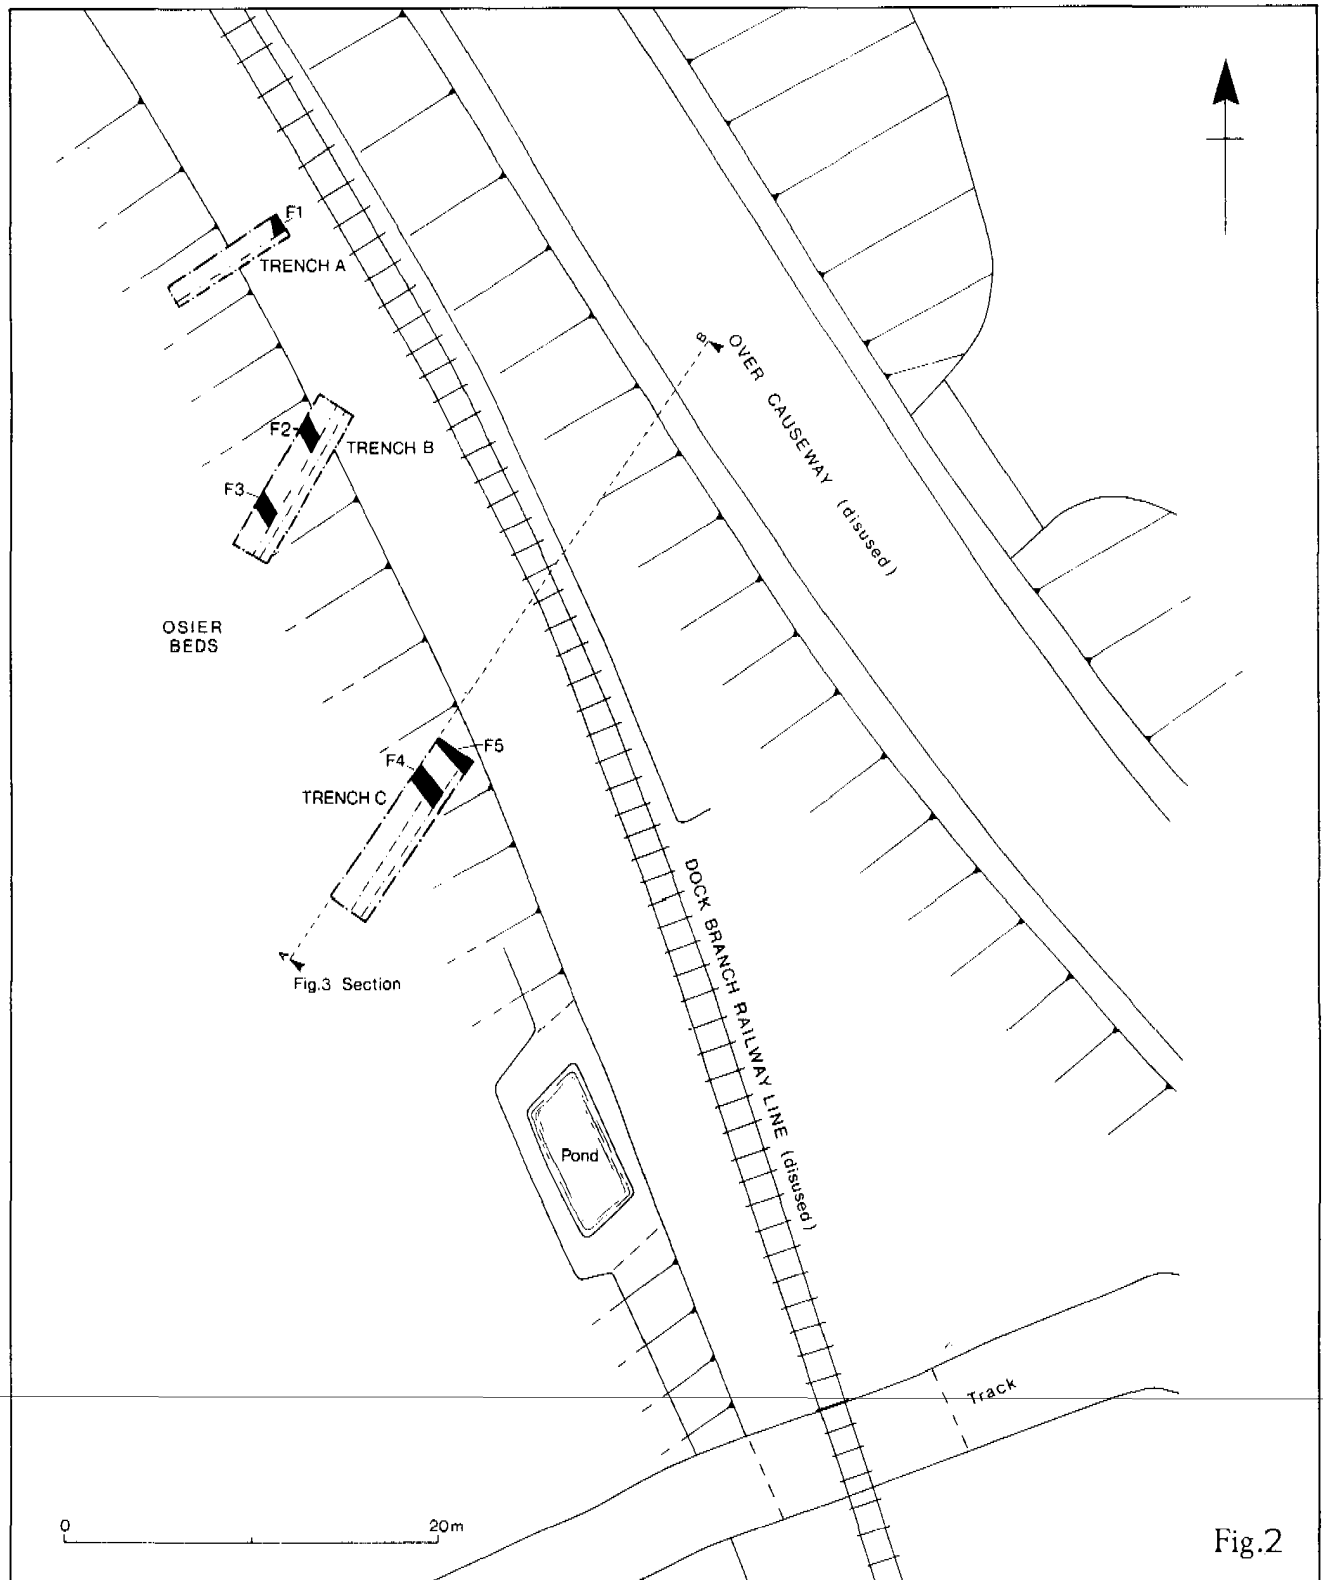 F1
TRENCH A
B
OVER CAUSEWAY (disused)
F2
TRENCH B
F3
OSIER
BEDS
F5
F4
TRENCH C
A
Fig.3 Section
DOCK BRANCH RAILWAY LINE (disused)
Pond
Track
0 20m
Fig.2